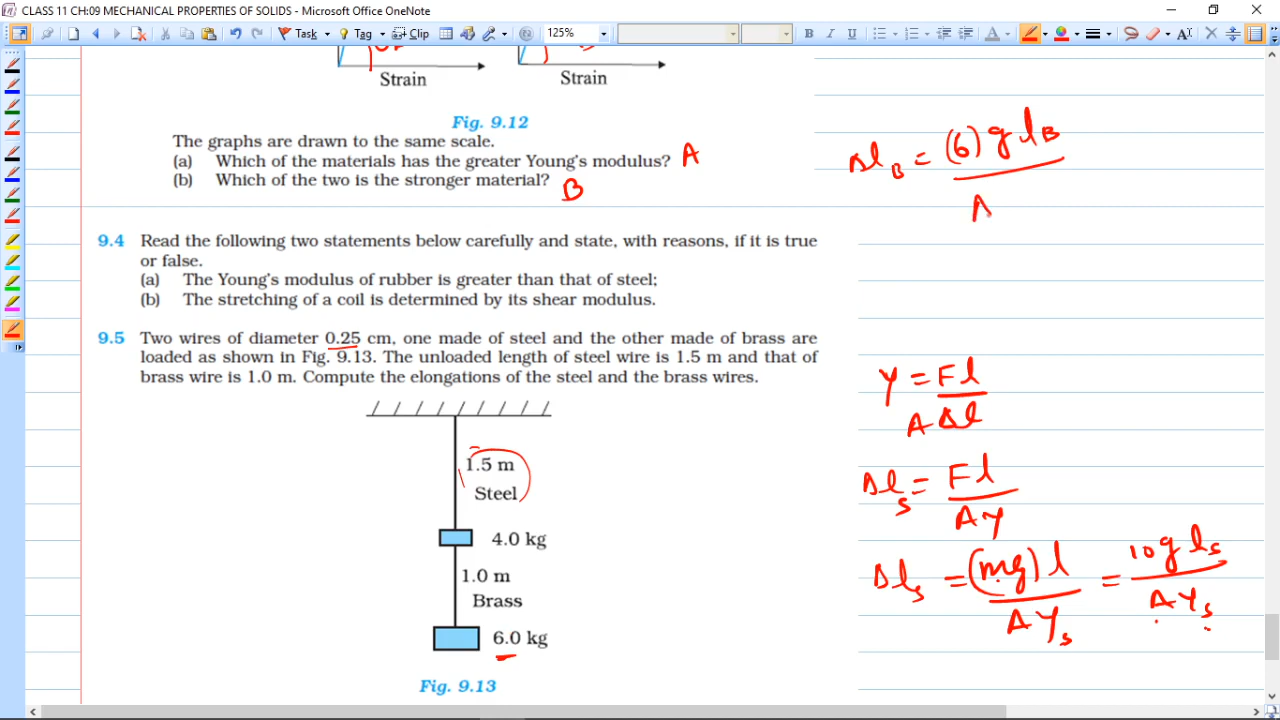 CLASS 11 CH:09 MECHANICAL PROPERTIES OF SOLIDS - Microsoft OneNote
Task Tag Clip 125% B I U
Strain Strain
Fig. 9.12
The graphs are drawn to the same scale.
(a) Which of the materials has the greater Young's modulus? A
(b) Which of the two is the stronger material? B
Δl_B = (6) g l_B / A
9.4 Read the following two statements below carefully and state, with reasons, if it is true
or false.
(a) The Young's modulus of rubber is greater than that of steel;
(b) The stretching of a coil is determined by its shear modulus.
9.5 Two wires of diameter 0.25 cm, one made of steel and the other made of brass are
loaded as shown in Fig. 9.13. The unloaded length of steel wire is 1.5 m and that of
brass wire is 1.0 m. Compute the elongations of the steel and the brass wires.
1.5 m
Steel
4.0 kg
1.0 m
Brass
6.0 kg
Fig. 9.13
Y = Fl / A Δl
Δl_s = Fl / AY
Δl_s = (mg) l / A Y_s = 10 g l_s / A Y_s